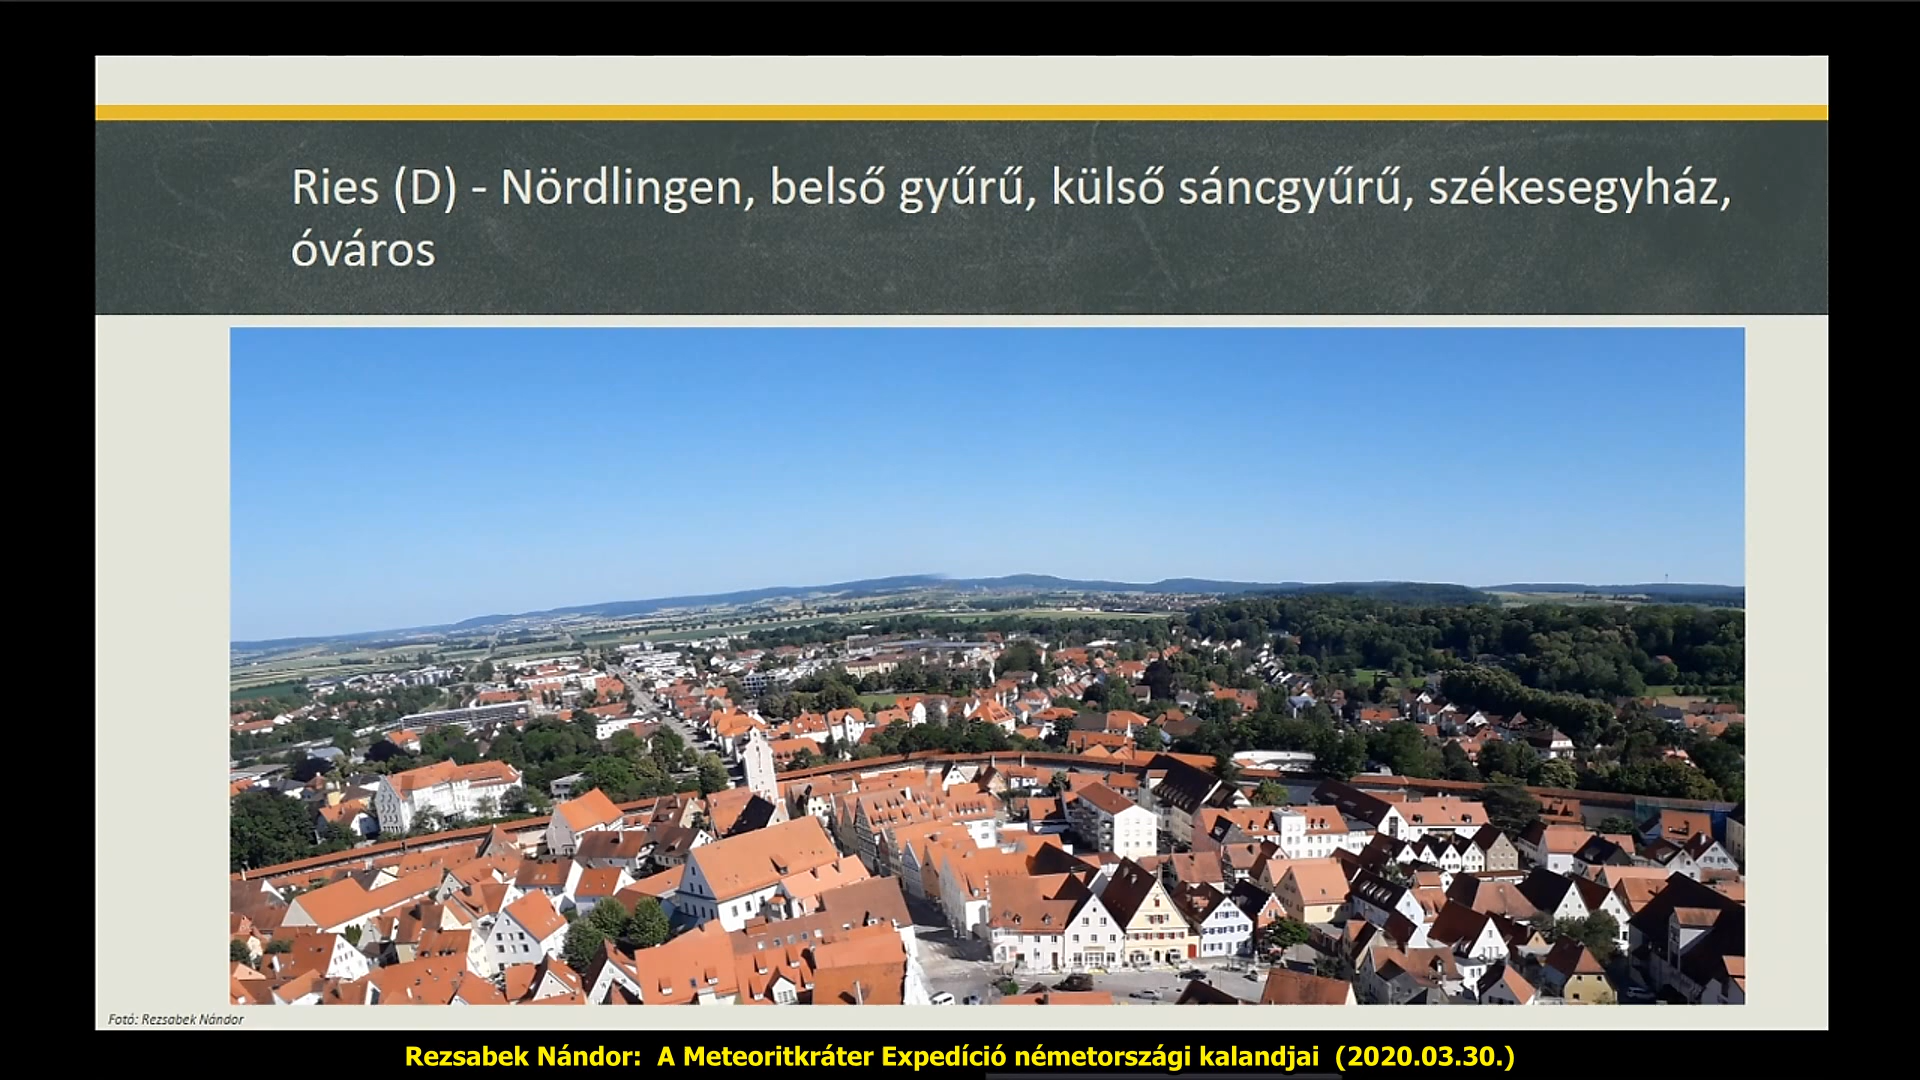 Ries (D) - Nördlingen, belső gyűrű, külső sáncgyűrű, székesegyház,
óváros
Fotó: Rezsabek Nándor
Rezsabek Nándor:  A Meteoritkráter Expedíció németországi kalandjai  (2020.03.30.)